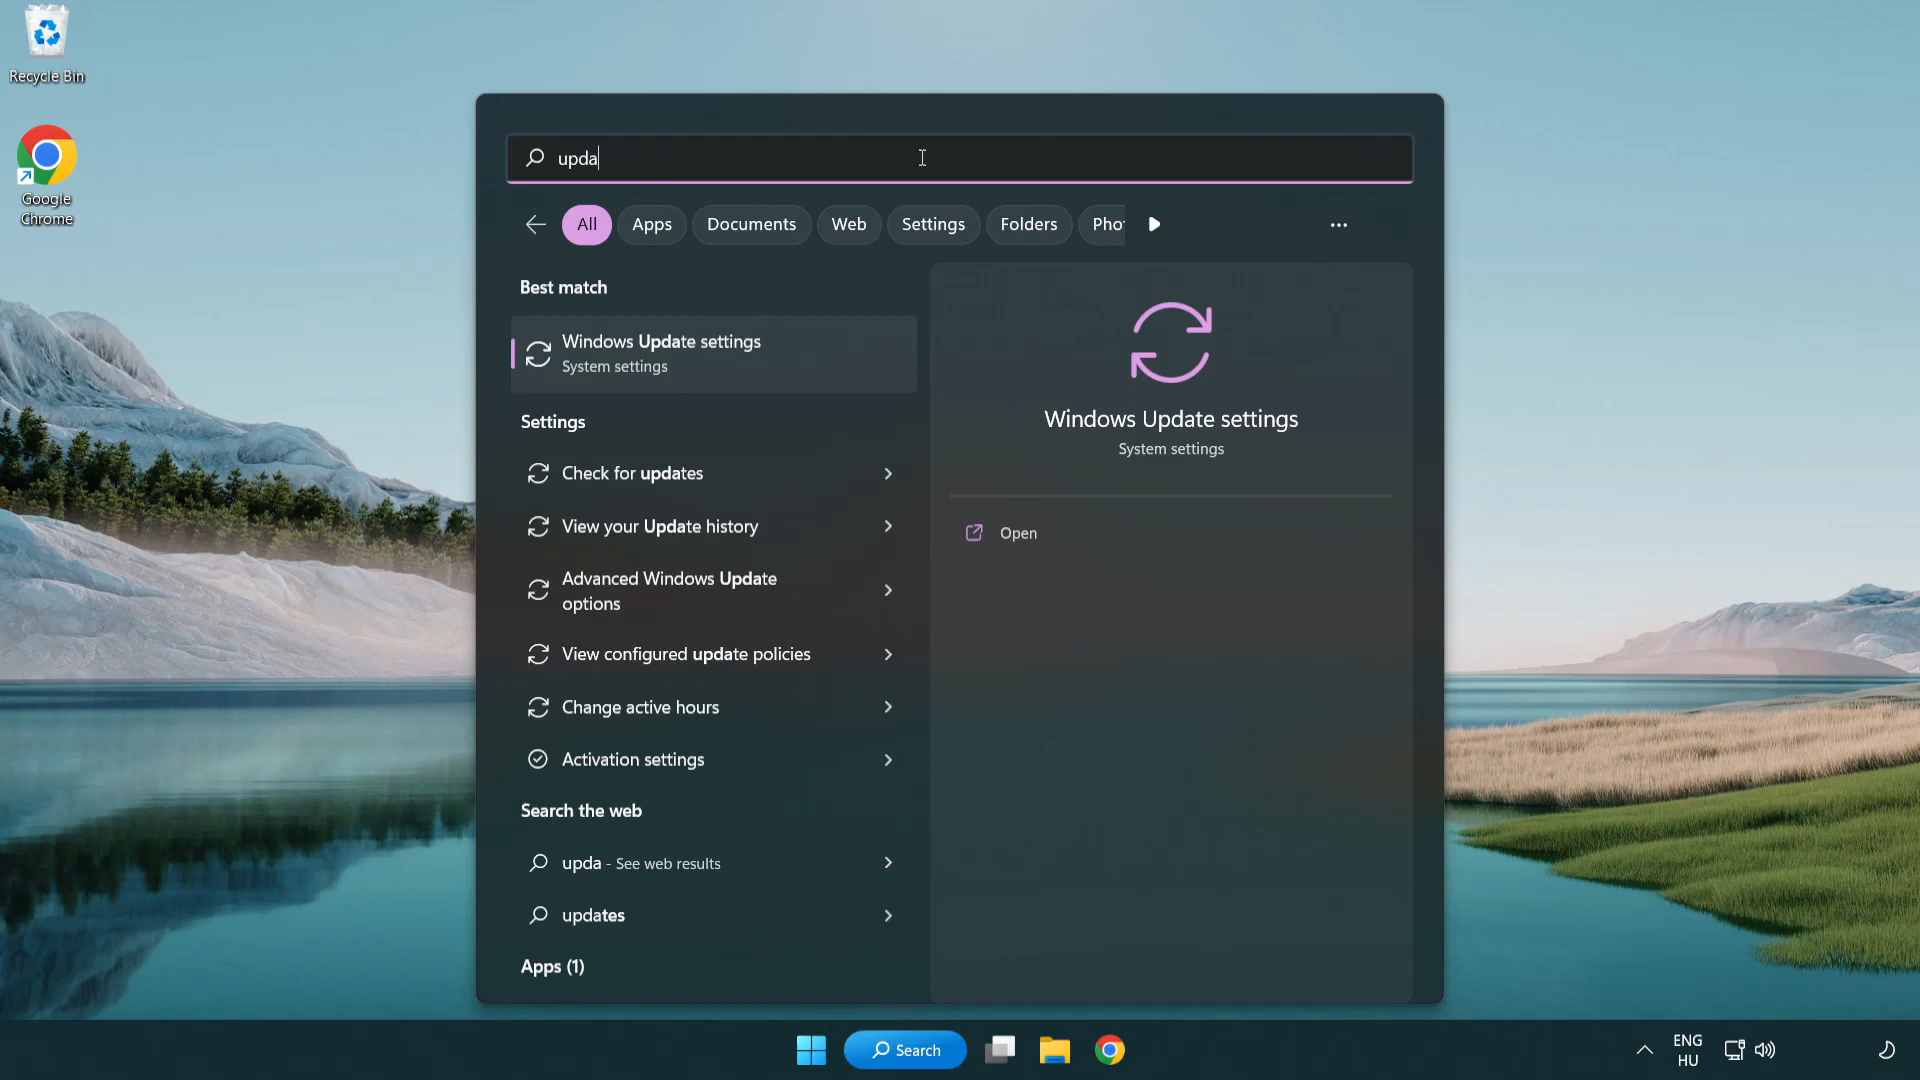 Recycle Bin
Google
Chrome
upda
All
Apps
Documents
Web
Settings
Folders
Pho
Best match
Windows Update settings
System settings
Settings
Check for updates
View your Update history
Advanced Windows Update
options
View configured update policies
Change active hours
Activation settings
Search the web
upda - See web results
updates
Apps (1)
Windows Update settings
System settings
Open
Search
ENG
HU